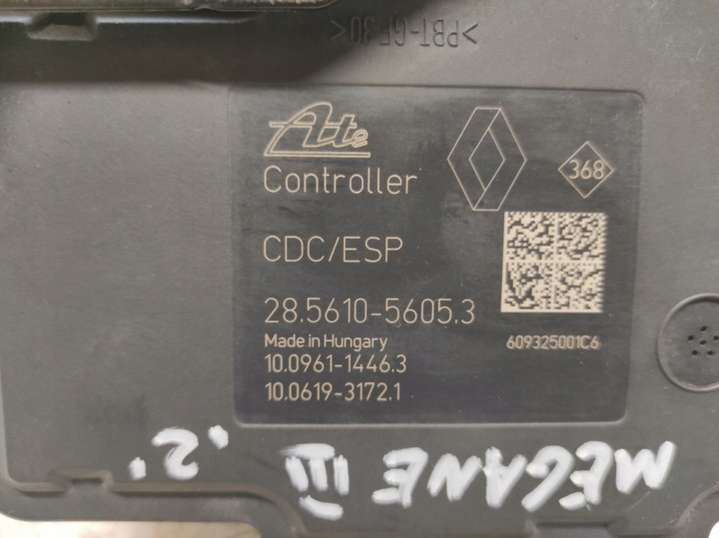 >PBT-GF30<
Ate
Controller
368
CDC/ESP
28.5610-5605.3
Made in Hungary
609325001C6
10.0961-1446.3
10.0619-3172.1
MEGANE III '2'